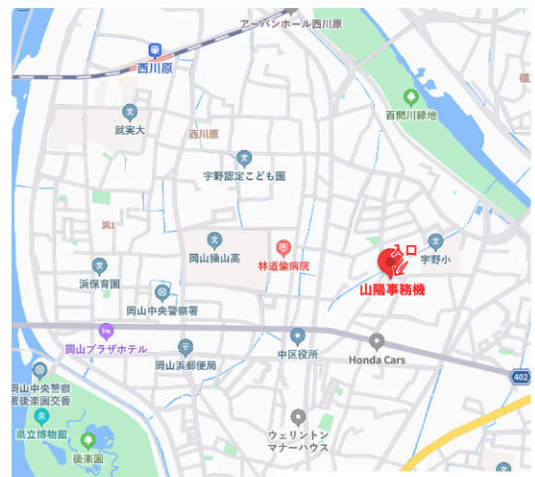 アーバンホール西川原
西川原
百間川緑地
就実大
西川原
宇野認定こども園
浜1
入口
岡山操山高
林道倫病院
宇野小
浜保育園
山陽事務機
岡山中央警察署
岡山プラザホテル
中区役所
岡山浜郵便局
Honda Cars
402
岡山中央警察
署後楽園交番
県立博物館
ウェリントン
マナーハウス
後楽園